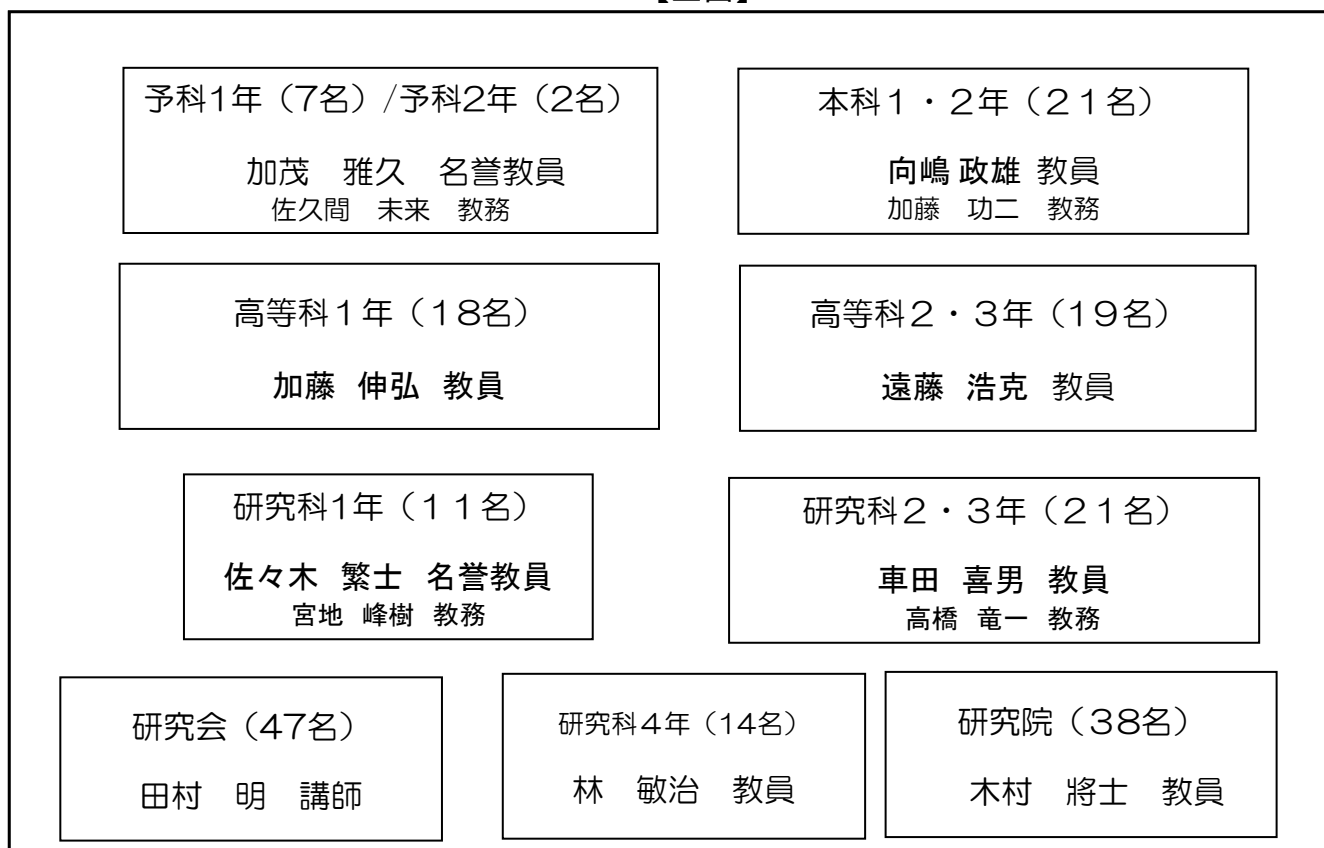 予科1年（7名）/予科2年（2名）
加茂　雅久　名誉教員
佐久間　未来　教務
本科１・２年（２１名）
向嶋 政雄 教員
加藤　功二　教務
高等科１年（１８名）
加藤 伸弘 教員
高等科２・３年（１９名）
遠藤 浩克 教員
研究科1年（１１名）
佐々木 繁士 名誉教員
宮地 峰樹 教務
研究科２・３年（２１名）
車田 喜男 教員
高橋 竜一 教務
研究会（47名）
田村　明　講師
研究科４年（14名）
林　敏治　教員
研究院（38名）
木村　將士　教員